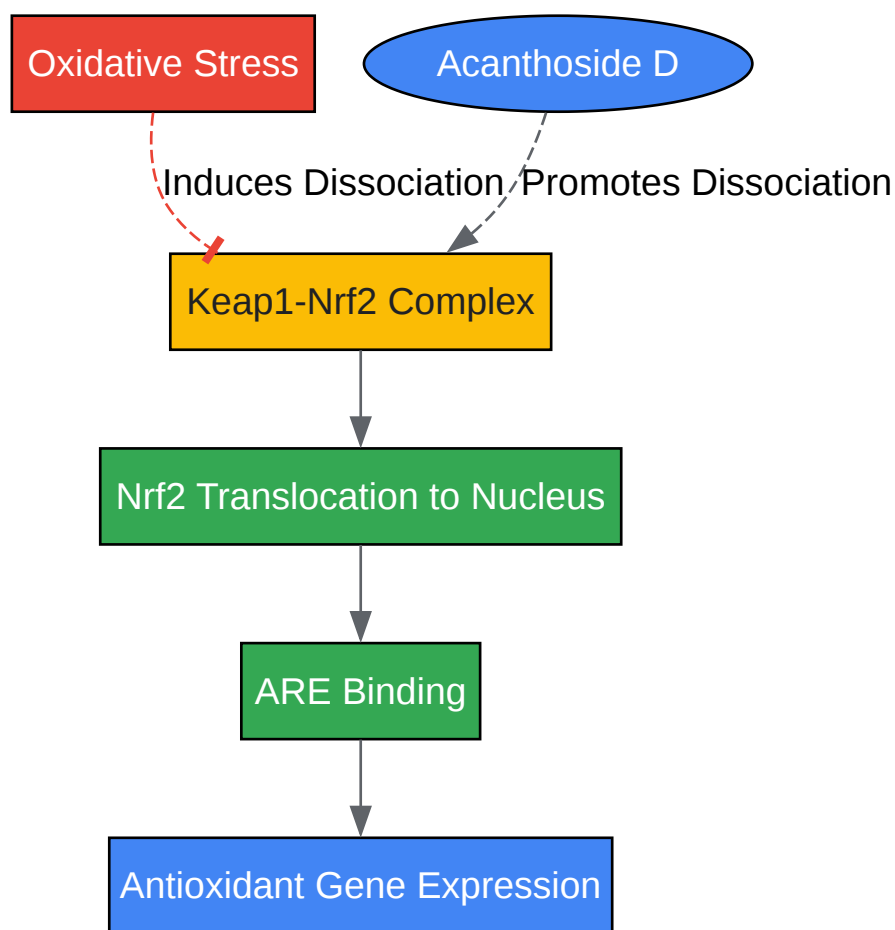 Oxidative Stress
Acanthoside D
Induces Dissociation
Promotes Dissociation
Keap1-Nrf2 Complex
Nrf2 Translocation to Nucleus
ARE Binding
Antioxidant Gene Expression